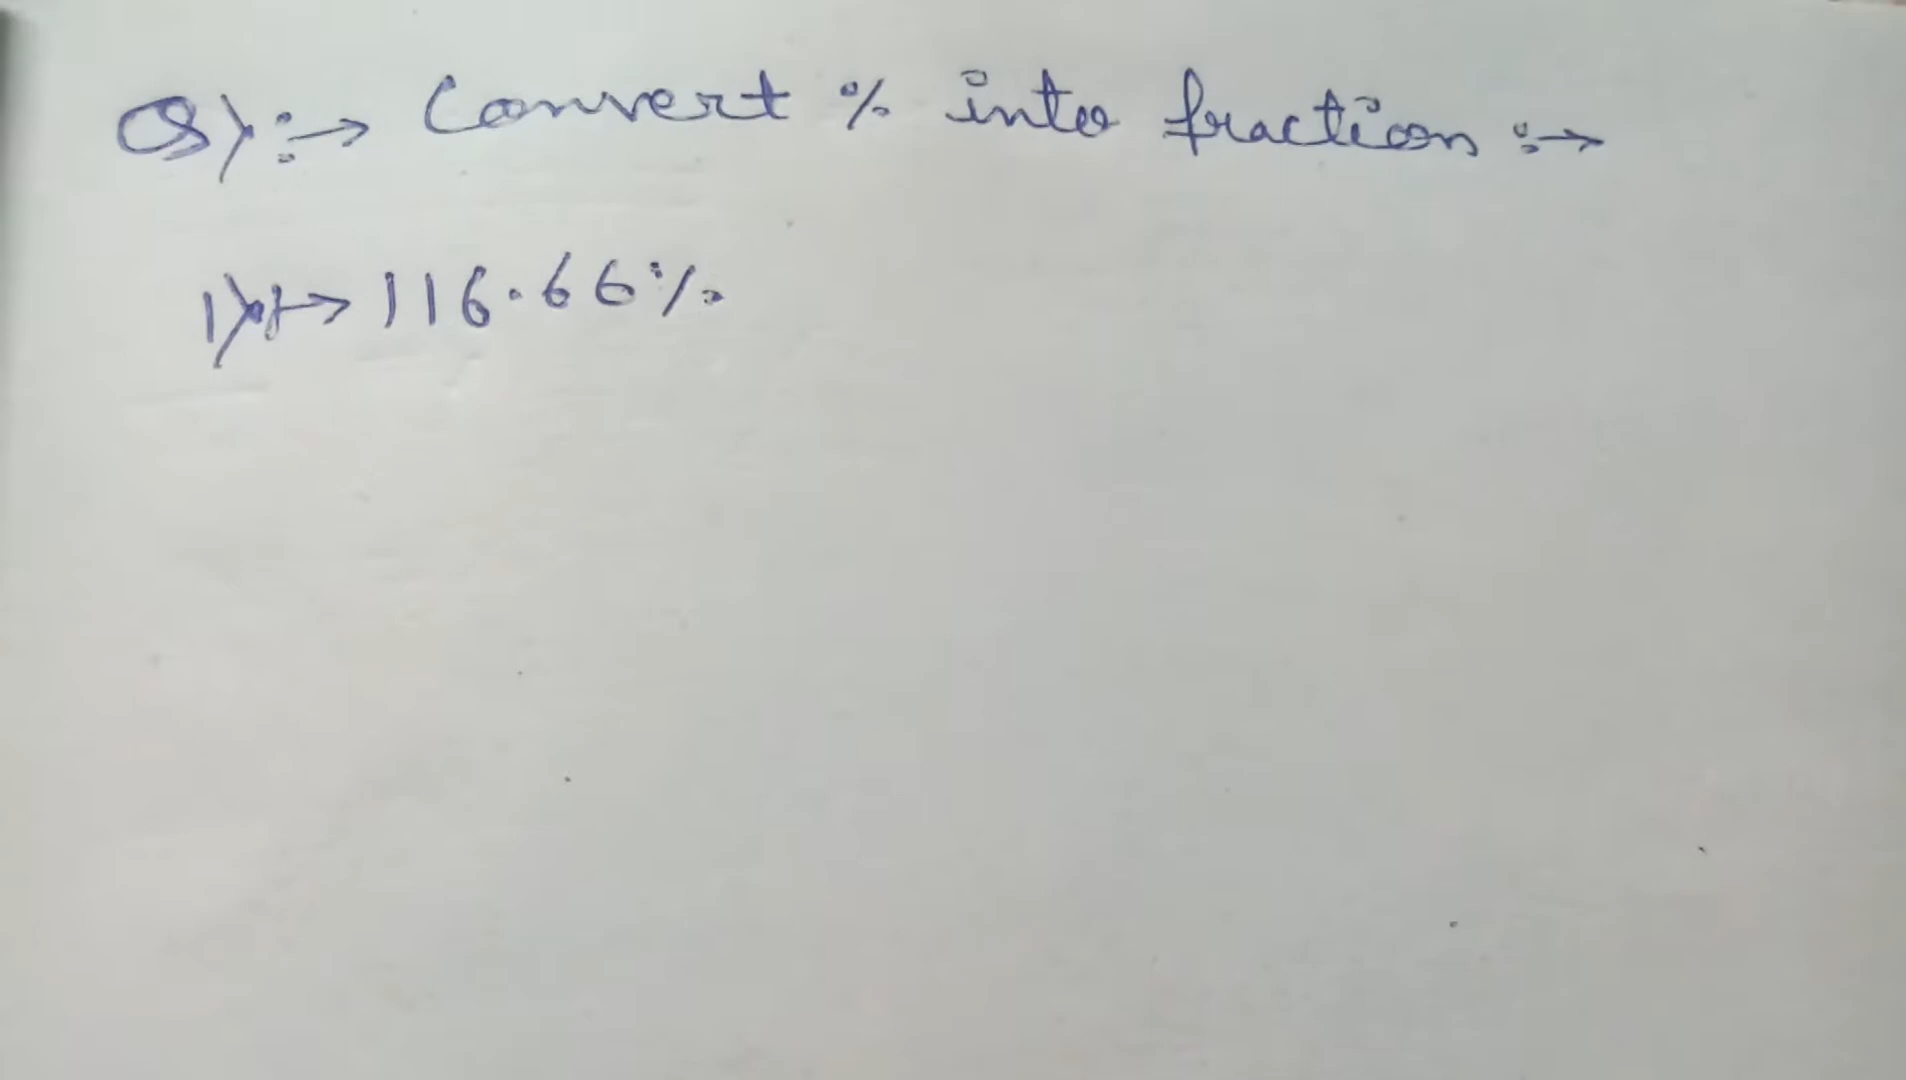 Q):→ Convert % into fraction :→
1):→ 116.66%